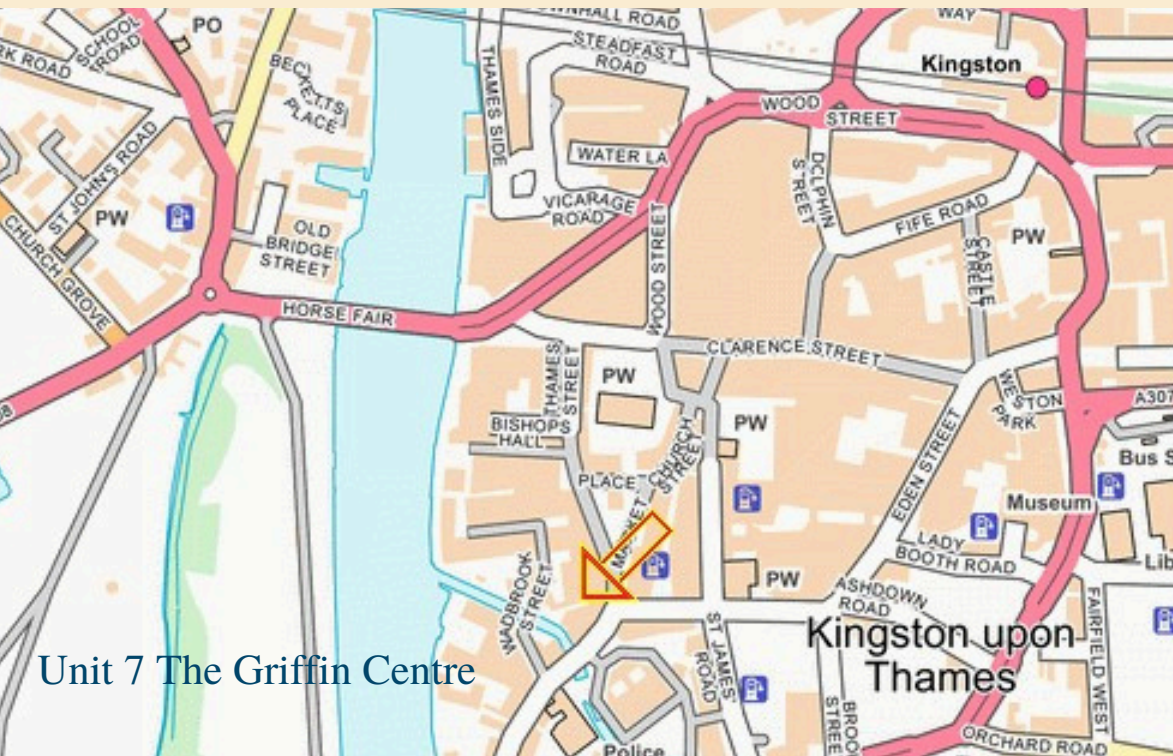 OWNHALL ROAD
WAY
SCHOOL
ROAD
PO
STEADFAST
ROAD
RK ROAD
BECKETTS
PLACE
THAMES SIDE
Kingston
WOOD
STREET
WATER LA
ST JOHN'S ROAD
DOLPHIN
STREET
VICARAGE
ROAD
FIFE ROAD
PW
PW
OLD
BRIDGE
STREET
CHURCH GROVE
WOOD STREET
CASTLE
STREET
HORSE FAIR
CLARENCE STREET
THAMES
STREET
PW
WESTON
PARK
A307
BISHOPS
HALL
PW
CHURCH
STREET
EDEN STREET
Bus S
PLACE
MARKET
Museum
LADY
BOOTH ROAD
Lib
WADBROOK
STREET
PW
ASHDOWN
ROAD
FAIRFIELD WEST
ST JAMES'
ROAD
Kingston upon
Thames
Unit 7 The Griffin Centre
BROO
STREE
ORCHARD ROAD
Police